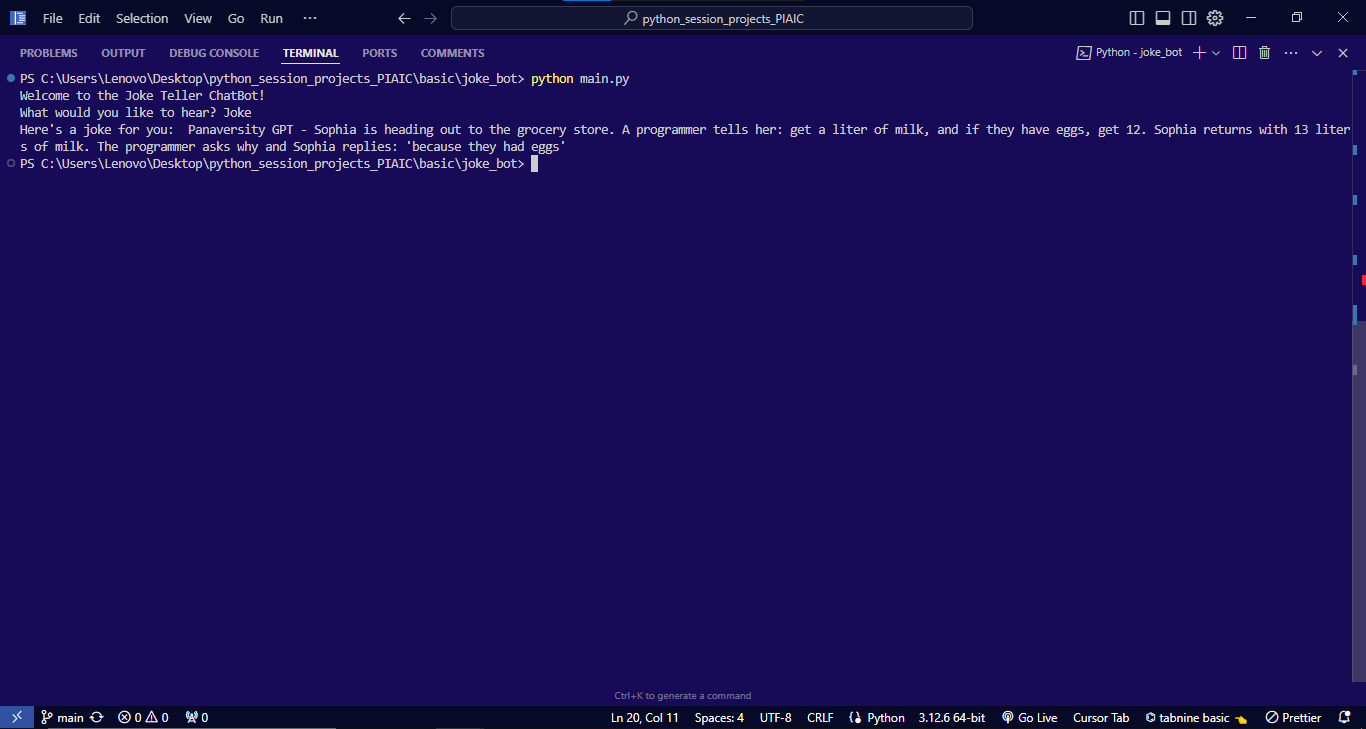 File Edit Selection View Go Run ··· python_session_projects_PIAIC
PROBLEMS OUTPUT DEBUG CONSOLE TERMINAL PORTS COMMENTS Python - joke_bot
PS C:\Users\Lenovo\Desktop\python_session_projects_PIAIC\basic\joke_bot> python main.py
Welcome to the Joke Teller ChatBot!
What would you like to hear? Joke
Here's a joke for you:  Panaversity GPT - Sophia is heading out to the grocery store. A programmer tells her: get a liter of milk, and if they have eggs, get 12. Sophia returns with 13 liter
s of milk. The programmer asks why and Sophia replies: 'because they had eggs'
PS C:\Users\Lenovo\Desktop\python_session_projects_PIAIC\basic\joke_bot>
Ctrl+K to generate a command
main 0 0 0 Ln 20, Col 11 Spaces: 4 UTF-8 CRLF Python 3.12.6 64-bit Go Live Cursor Tab tabnine basic Prettier